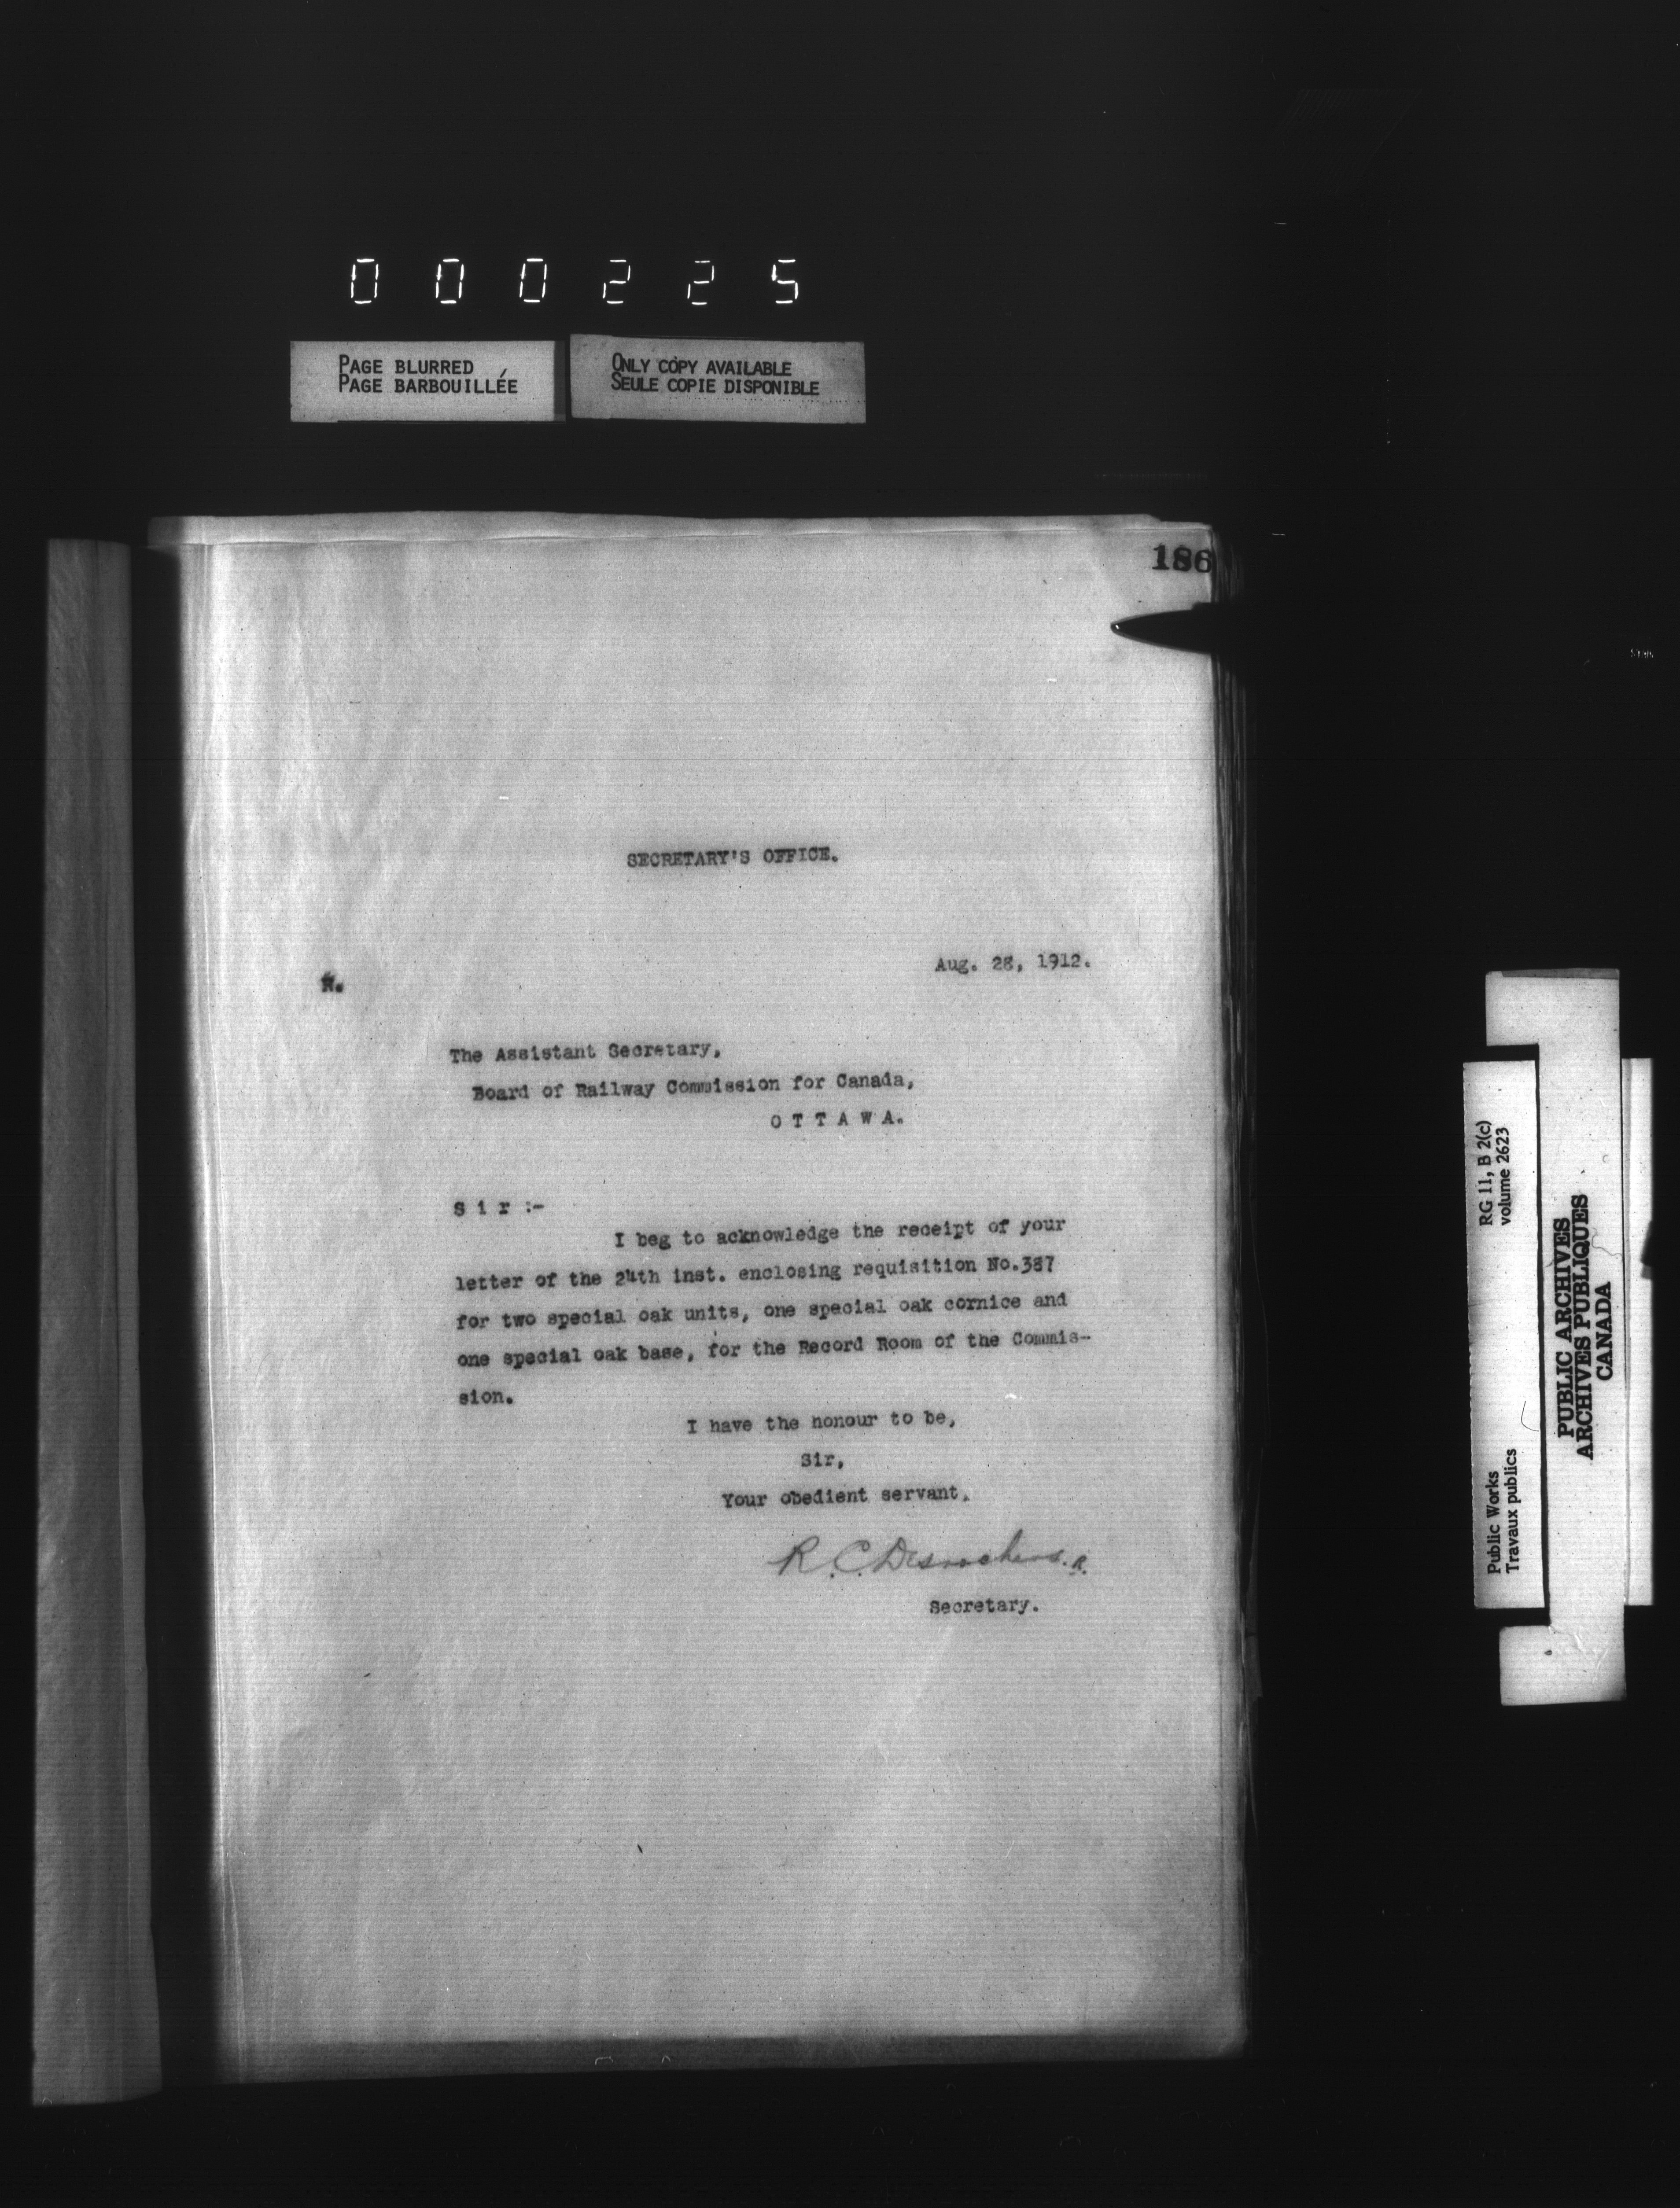 000225
PAGE BLURRED
PAGE BARBOUILLÉE
ONLY COPY AVAILABLE
SEULE COPIE DISPONIBLE
186
SECRETARY'S OFFICE.
Aug. 28, 1912.
The Assistant Secretary,
Board of Railway Commission for Canada,
O T T A W A.
S i r :-
I beg to acknowledge the receipt of your
letter of the 24th inst. enclosing requisition No.387
for two special oak units, one special oak cornice and
one special oak base, for the Record Room of the Commis-
sion.
I have the honour to be,
Sir,
Your obedient servant,
R. C. Desrochers. R.
Secretary.
RG 11, B 2(c)
volume 2623
Public Works
Travaux publics
PUBLIC ARCHIVES
ARCHIVES PUBLIQUES
CANADA